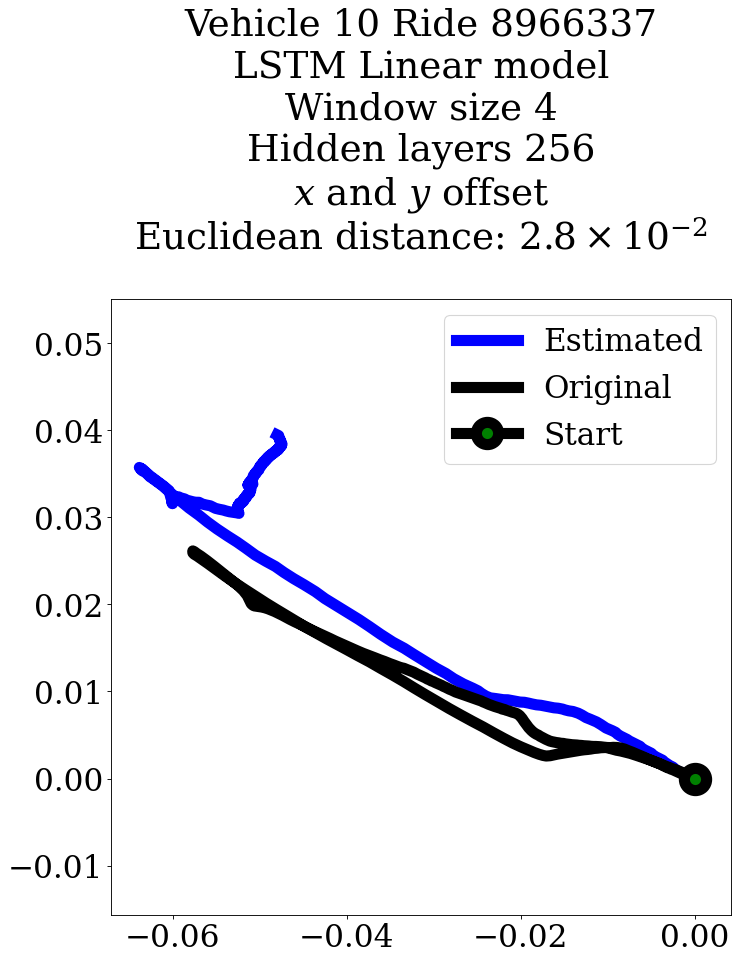 Vehicle 10 Ride 8966337
LSTM Linear model
Window size 4
Hidden layers 256
x and y offset
Euclidean distance: 2.8 × 10⁻²
Estimated
Original
Start
0.05
0.04
0.03
0.02
0.01
0.00
−0.01
−0.06 −0.04 −0.02 0.00